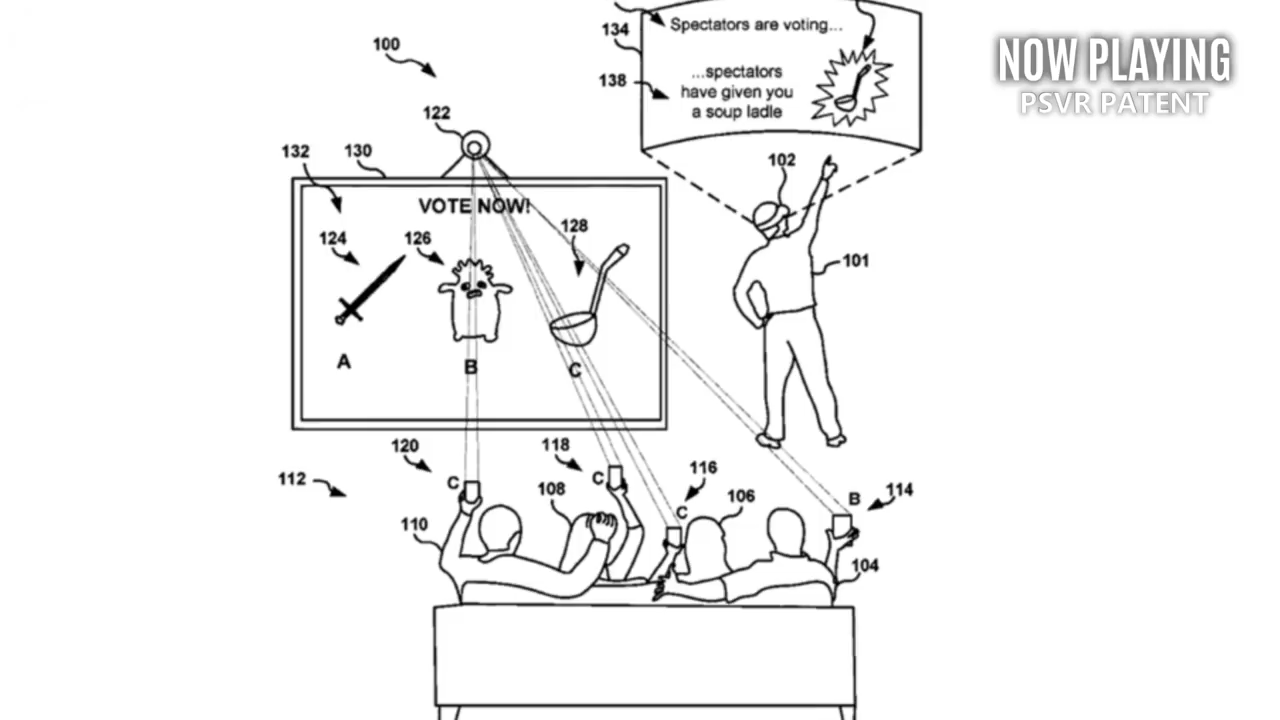 100
122
132
130
VOTE NOW!
124
126
128
A
B
C
134
Spectators are voting...
138
...spectators
have given you
a soup ladle
102
101
NOW PLAYING
PSVR PATENT
120
118
116
114
112
C
C
C
B
110
108
106
104